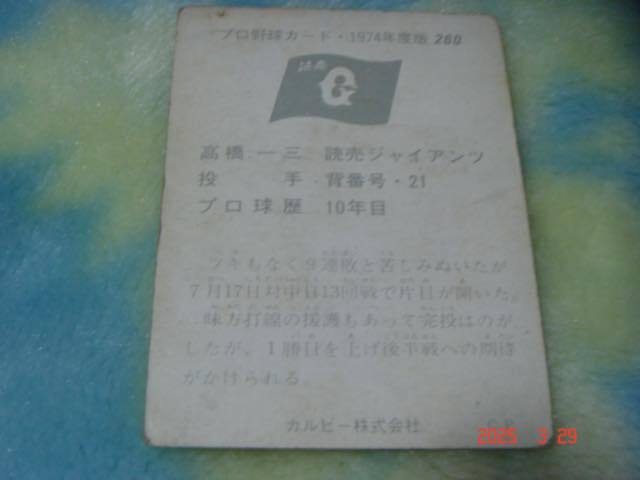 プロ野球カード・1974年度版 260
読売
G
高橋一三 読売ジャイアンツ
投手 背番号・21
プロ球歴 10年目
ツキもなく9連敗と苦しみぬいたが
7月17日対中日13回戦で片目が開いた。
味方打線の援護もあって完投はのが
したが、1勝目を上げ後半戦への期待
がかけられる。
カルビー株式会社
2025 3 29